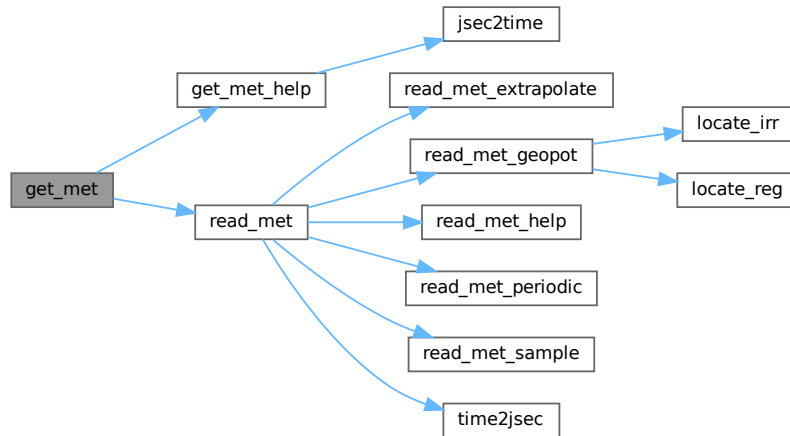 jsec2time
get_met_help
read_met_extrapolate
locate_irr
read_met_geopot
get_met
locate_reg
read_met
read_met_help
read_met_periodic
read_met_sample
time2jsec